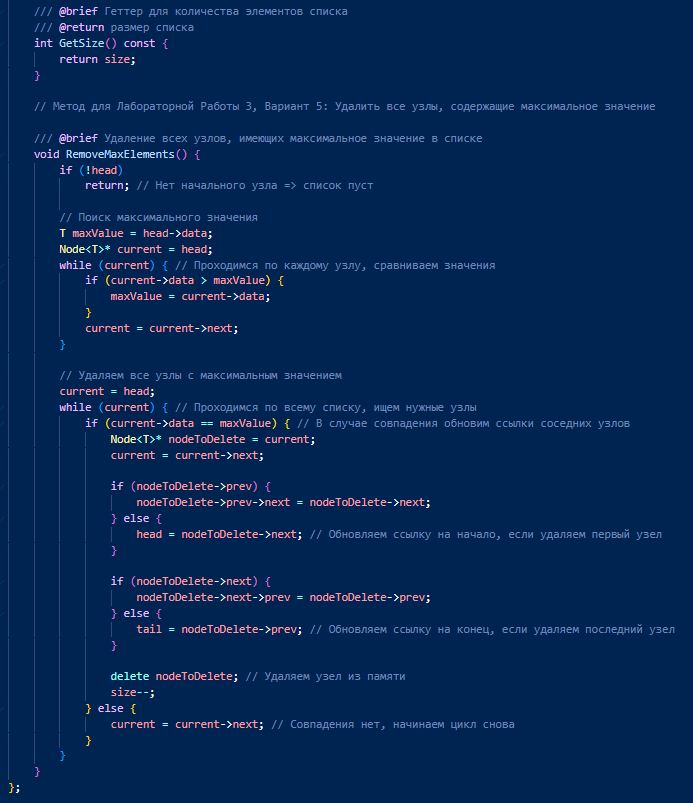 /// @brief Геттер для количества элементов списка
/// @return размер списка
int GetSize() const {
return size;
}
// Метод для Лабораторной Работы 3, Вариант 5: Удалить все узлы, содержащие максимальное значение
/// @brief Удаление всех узлов, имеющих максимальное значение в списке
void RemoveMaxElements() {
if (!head)
return; // Нет начального узла => список пуст
// Поиск максимального значения
T maxValue = head->data;
Node<T>* current = head;
while (current) { // Проходимся по каждому узлу, сравниваем значения
if (current->data > maxValue) {
maxValue = current->data;
}
current = current->next;
}
// Удаляем все узлы с максимальным значением
current = head;
while (current) { // Проходимся по всему списку, ищем нужные узлы
if (current->data == maxValue) { // В случае совпадения обновим ссылки соседних узлов
Node<T>* nodeToDelete = current;
current = current->next;
if (nodeToDelete->prev) {
nodeToDelete->prev->next = nodeToDelete->next;
} else {
head = nodeToDelete->next; // Обновляем ссылку на начало, если удаляем первый узел
}
if (nodeToDelete->next) {
nodeToDelete->next->prev = nodeToDelete->prev;
} else {
tail = nodeToDelete->prev; // Обновляем ссылку на конец, если удаляем последний узел
}
delete nodeToDelete; // Удаляем узел из памяти
size--;
} else {
current = current->next; // Совпадения нет, начинаем цикл снова
}
}
}
};